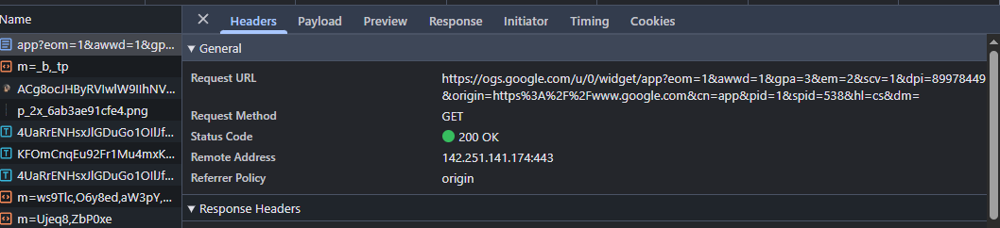 Name
app?eom=1&awwd=1&gp...
m=_b,_tp
ACg8ocJHByRVIwlW9IIhNV...
p_2x_6ab3ae91cfe4.png
4UaRrENHsxJlGDuGo1OIlJf...
KFOmCnqEu92Fr1Mu4mxK...
4UaRrENHsxJlGDuGo1OIlJf...
m=ws9Tlc,O6y8ed,aW3pY,...
m=Ujeq8,ZbP0xe
Headers Payload Preview Response Initiator Timing Cookies
General
Request URL https://ogs.google.com/u/0/widget/app?eom=1&awwd=1&gpa=3&em=2&scv=1&dpi=89978449
&origin=https%3A%2F%2Fwww.google.com&cn=app&pid=1&spid=538&hl=cs&dm=
Request Method GET
Status Code 200 OK
Remote Address 142.251.141.174:443
Referrer Policy origin
Response Headers